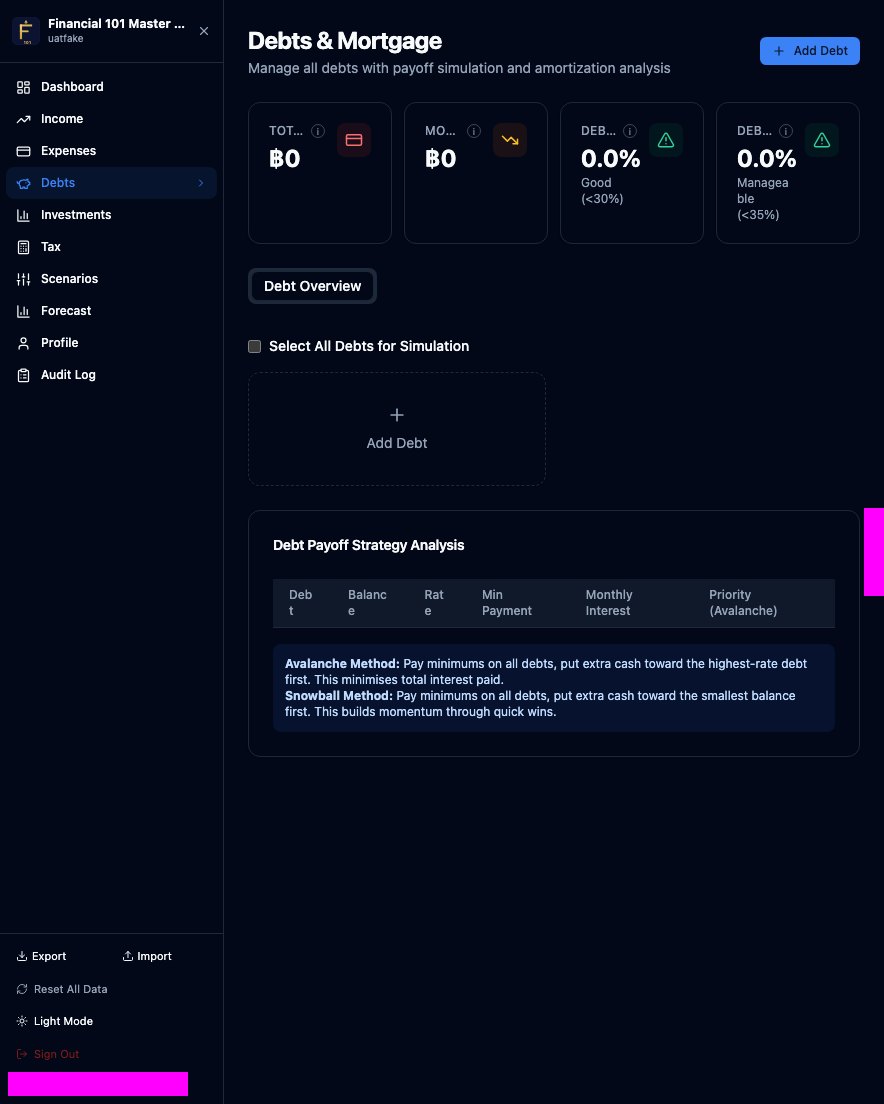 Financial 101 Master ...
uatfake
Dashboard
Income
Expenses
Debts
Investments
Tax
Scenarios
Forecast
Profile
Audit Log
Export
Import
Reset All Data
Light Mode
Sign Out
Debts & Mortgage
Manage all debts with payoff simulation and amortization analysis
Add Debt
TOT...
฿0
MO...
฿0
DEB...
0.0%
Good
(<30%)
DEB...
0.0%
Managea
ble
(<35%)
Debt Overview
Select All Debts for Simulation
Add Debt
Debt Payoff Strategy Analysis
Deb
t
Balanc
e
Rat
e
Min
Payment
Monthly
Interest
Priority
(Avalanche)
Avalanche Method: Pay minimums on all debts, put extra cash toward the highest-rate debt
first. This minimises total interest paid.
Snowball Method: Pay minimums on all debts, put extra cash toward the smallest balance
first. This builds momentum through quick wins.